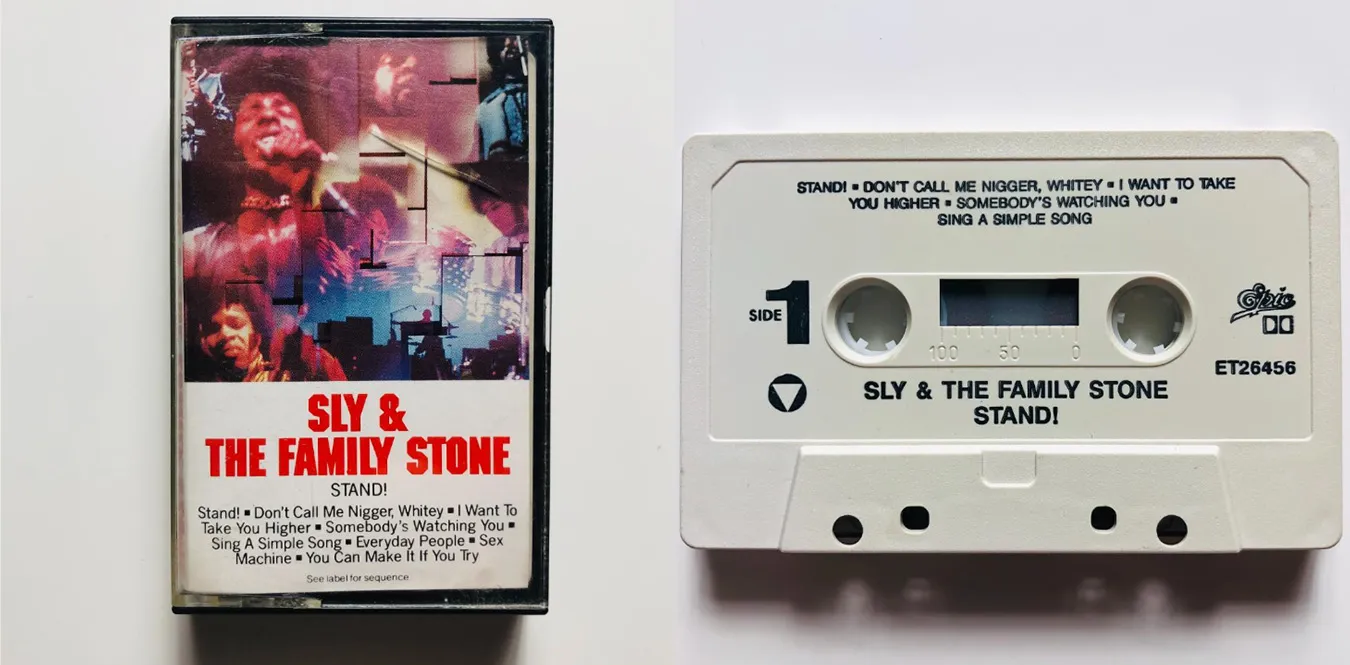 SLY &
THE FAMILY STONE
STAND!
Stand! ▪ Don't Call Me Nigger, Whitey ▪ I Want To
Take You Higher ▪ Somebody's Watching You ▪
Sing A Simple Song ▪ Everyday People ▪ Sex
Machine ▪ You Can Make It If You Try
See label for sequence
STAND! ▪ DON'T CALL ME NIGGER, WHITEY ▪ I WANT TO TAKE
YOU HIGHER ▪ SOMEBODY'S WATCHING YOU ▪
SING A SIMPLE SONG
SIDE 1
Epic
100 50 0
ET26456
SLY & THE FAMILY STONE
STAND!